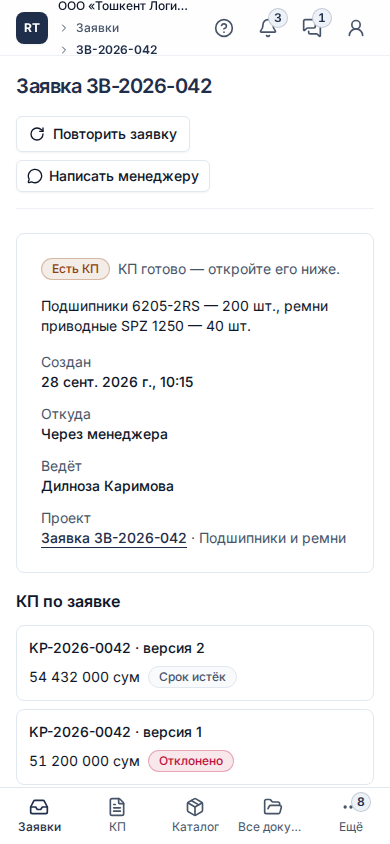 RT
ООО «Тошкент Логи...
Заявки
ЗВ-2026-042
3
1
Заявка ЗВ-2026-042
Повторить заявку
Написать менеджеру
Есть КП
КП готово — откройте его ниже.
Подшипники 6205-2RS — 200 шт., ремни
приводные SPZ 1250 — 40 шт.
Создан
28 сент. 2026 г., 10:15
Откуда
Через менеджера
Ведёт
Дилноза Каримова
Проект
Заявка ЗВ-2026-042 · Подшипники и ремни
КП по заявке
KP-2026-0042 · версия 2
54 432 000 сум
Срок истёк
KP-2026-0042 · версия 1
51 200 000 сум
Отклонено
8
Заявки
КП
Каталог
Все доку...
Ещё